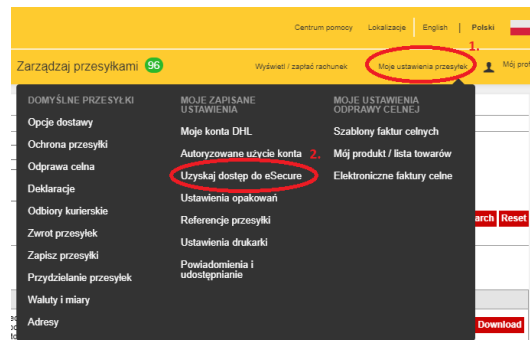 Centrum pomocy Lokalizacje English | Polski
1.
Zarządzaj przesyłkami 96 Wyświetl / zapłać rachunek Moje ustawienia przesyłek Mój prof
DOMYŚLNE PRZESYŁKI
Opcje dostawy
Ochrona przesyłki
Odprawa celna
Deklaracje
Odbiory kurierskie
Zwrot przesyłek
Zapisz przesyłki
Przydzielanie przesyłek
Waluty i miary
Adresy
MOJE ZAPISANE
USTAWIENIA
Moje konta DHL
Autoryzowane użycie konta 2.
Uzyskaj dostęp do eSecure
Ustawienia opakowań
Referencje przesyłki
Ustawienia drukarki
Powiadomienia i
udostępnianie
MOJE USTAWIENIA
ODPRAWY CELNEJ
Szablony faktur celnych
Mój produkt / lista towarów
Elektroniczne faktury celne
arch Reset
Download